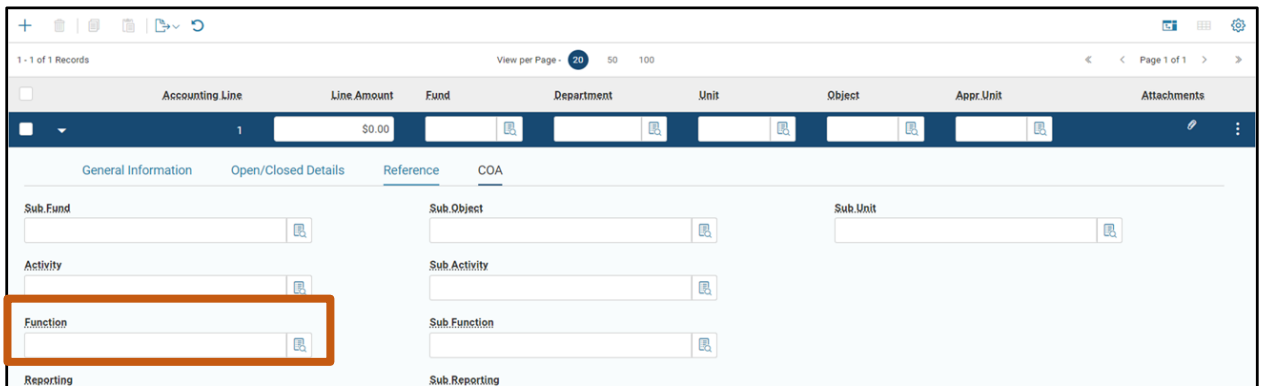 1 - 1 of 1 Records View per Page - 20 50 100 Page 1 of 1
Accounting Line Line Amount Fund Department Unit Object Appr Unit Attachments
1 $0.00
General Information Open/Closed Details Reference COA
Sub Fund Sub Object Sub Unit
Activity Sub Activity
Function Sub Function
Reporting Sub Reporting